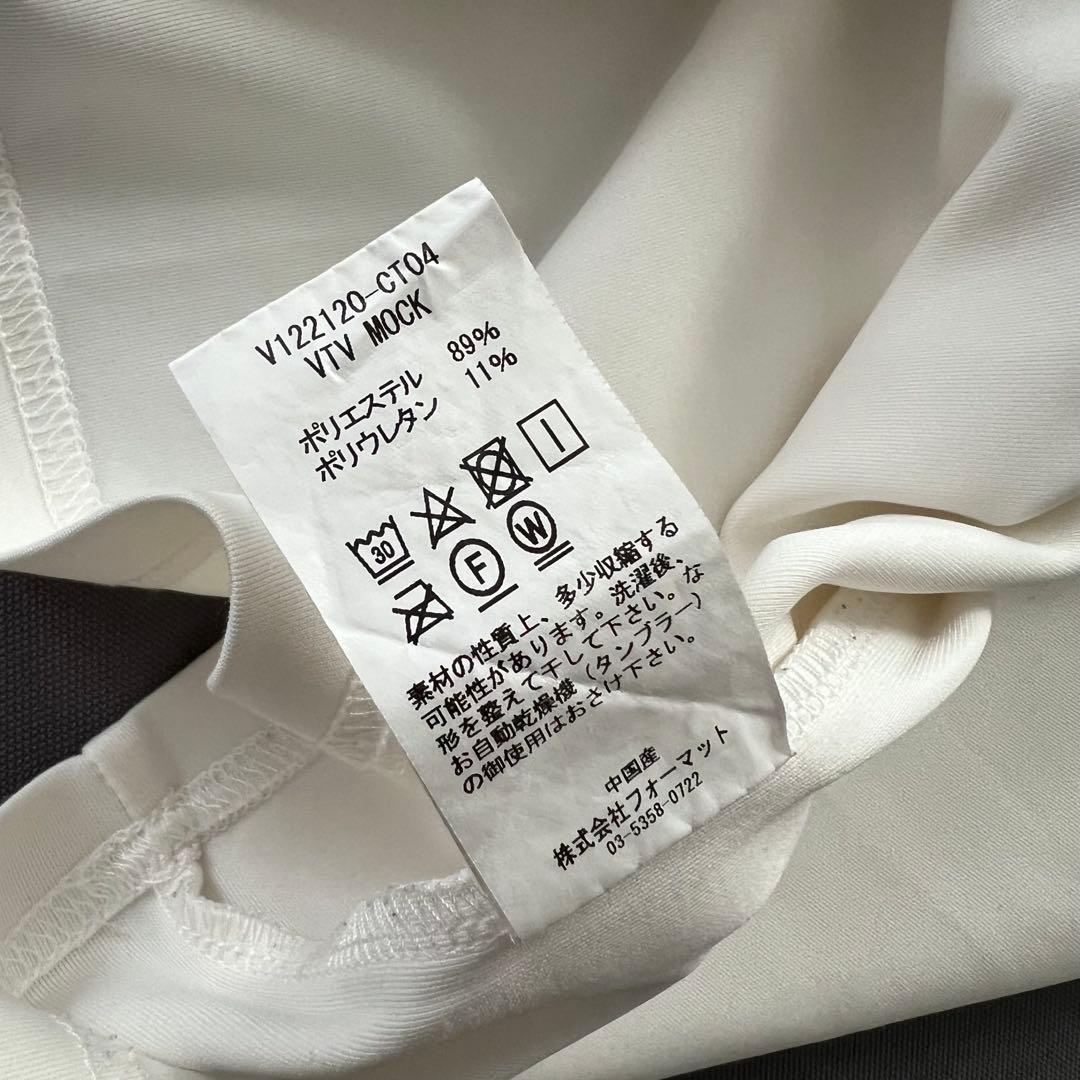 V122120-CT04
VTV MOCK
ポリエステル 89%
ポリウレタン 11%
30
F W
素材の性質上、多少収縮する
可能性があります。洗濯後、
形を整えて干して下さい。な
お自動乾燥機(タンブラー)
の御使用はおさけ下さい。
中国産
株式会社フォーマット
03-5358-0722